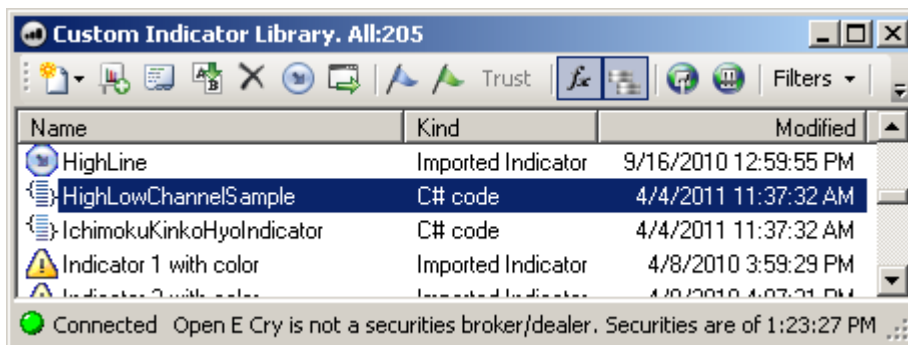 Custom Indicator Library. All:205
Trust fx Filters
Name Kind Modified
HighLine Imported Indicator 9/16/2010 12:59:55 PM
HighLowChannelSample C# code 4/4/2011 11:37:32 AM
IchimokuKinkoHyoIndicator C# code 4/4/2011 11:37:32 AM
Indicator 1 with color Imported Indicator 4/8/2010 3:59:29 PM
Connected Open E Cry is not a securities broker/dealer. Securities are of 1:23:27 PM